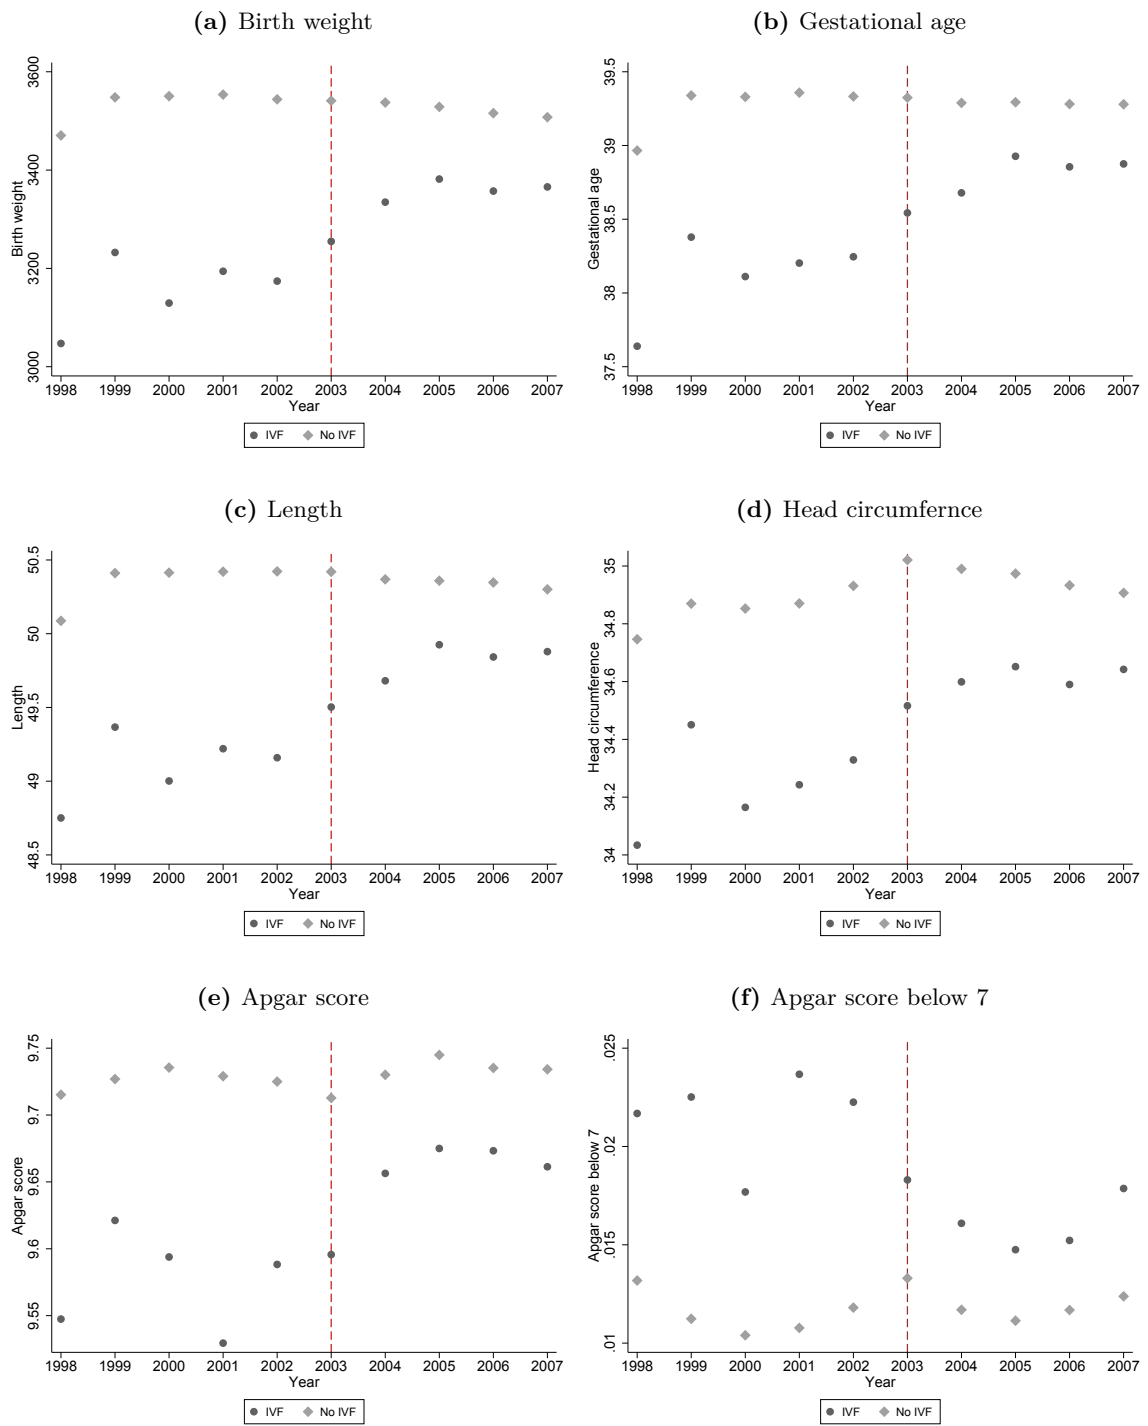 (a) Birth weight
Birth weight
3600
3400
3200
3000
1998 1999 2000 2001 2002 2003 2004 2005 2006 2007
Year
IVF No IVF
(b) Gestational age
Gestational age
39.5
39
38.5
38
37.5
1998 1999 2000 2001 2002 2003 2004 2005 2006 2007
Year
IVF No IVF
(c) Length
Length
50.5
50
49.5
49
48.5
1998 1999 2000 2001 2002 2003 2004 2005 2006 2007
Year
IVF No IVF
(d) Head circumfernce
Head circumference
35
34.8
34.6
34.4
34.2
34
1998 1999 2000 2001 2002 2003 2004 2005 2006 2007
Year
IVF No IVF
(e) Apgar score
Apgar score
9.75
9.7
9.65
9.6
9.55
1998 1999 2000 2001 2002 2003 2004 2005 2006 2007
Year
IVF No IVF
(f) Apgar score below 7
Apgar score below 7
.025
.02
.015
.01
1998 1999 2000 2001 2002 2003 2004 2005 2006 2007
Year
IVF No IVF